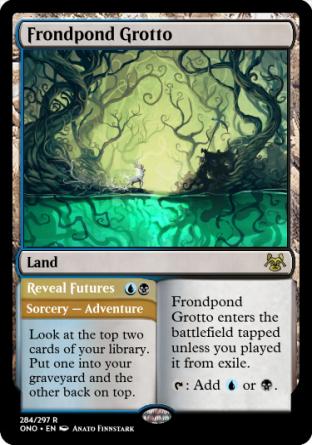 Frondpond Grotto
Land
Reveal Futures
Sorcery — Adventure
Look at the top
two cards of your library.
Put one into
your graveyard and
the other back on top.
Frondpond
Grotto enters the
battlefield tapped
unless you played
it from exile.
: Add or .
284/297 R
ONO • EN Anato Finnstark